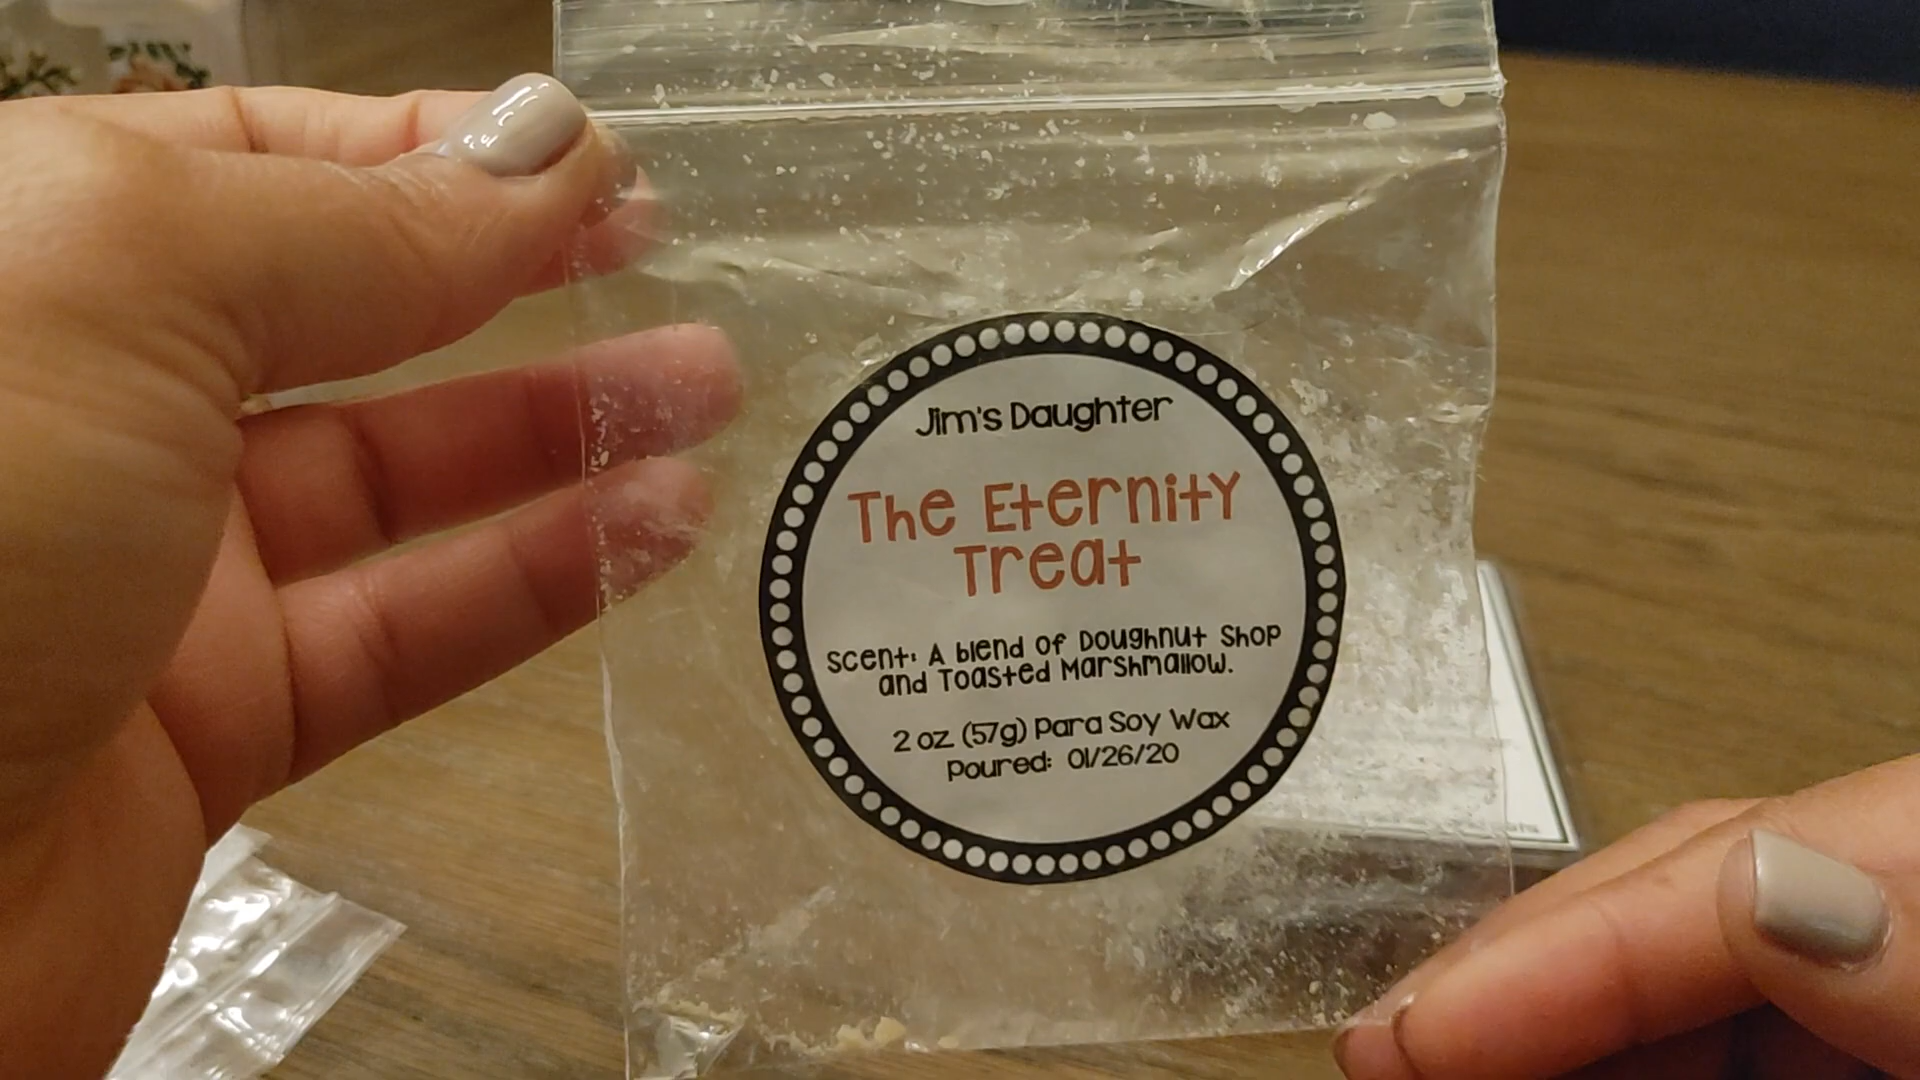 Jim's Daughter
The Eternity
Treat
Scent: A blend of Doughnut Shop
and Toasted Marshmallow.
2 oz. (57g) Para Soy Wax
Poured: 01/26/20